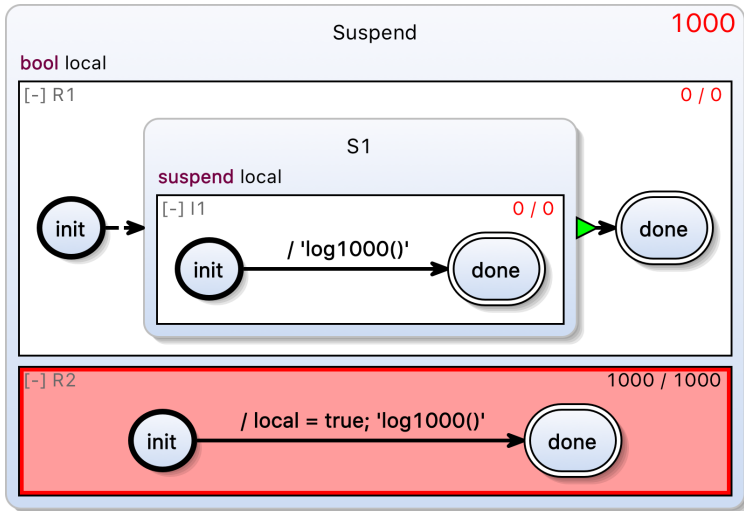 Suspend 1000
bool local
[-] R1 0 / 0
S1
suspend local
[-] I1 0 / 0
init / 'log1000()' done
init done
[-] R2 1000 / 1000
init / local = true; 'log1000()' done